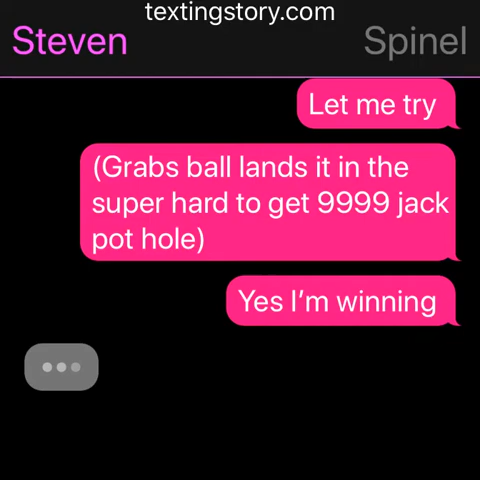 textingstory.com
Steven
Spinel
Let me try
(Grabs ball lands it in the
super hard to get 9999 jack
pot hole)
Yes I’m winning